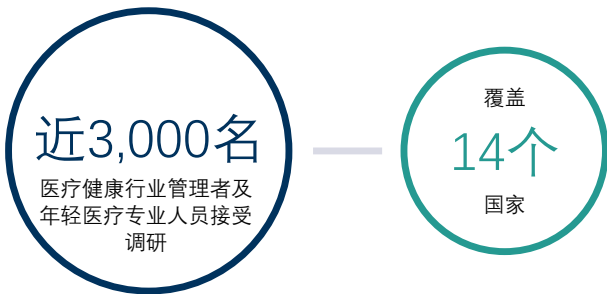 近3,000名
医疗健康行业管理者及
年轻医疗专业人员接受
调研
覆盖
14个
国家